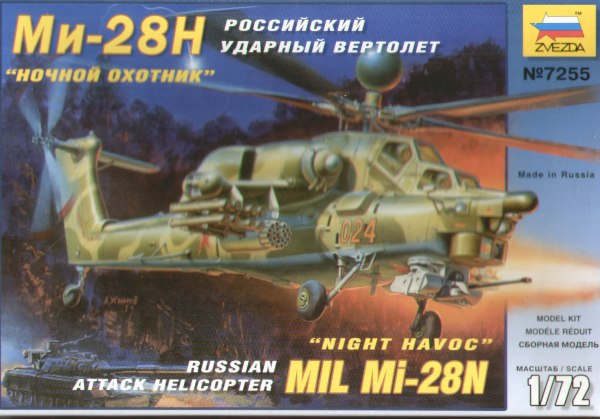 Ми-28Н
РОССИЙСКИЙ
УДАРНЫЙ ВЕРТОЛЕТ
"НОЧНОЙ ОХОТНИК"
ZVEZDA
№7255
Made in Russia
024
"NIGHT HAVOC"
RUSSIAN
ATTACK HELICOPTER
MIL Mi-28N
MODEL KIT
MODÈLE RÉDUIT
СБОРНАЯ МОДЕЛЬ
МАСШТАБ / SCALE
1/72